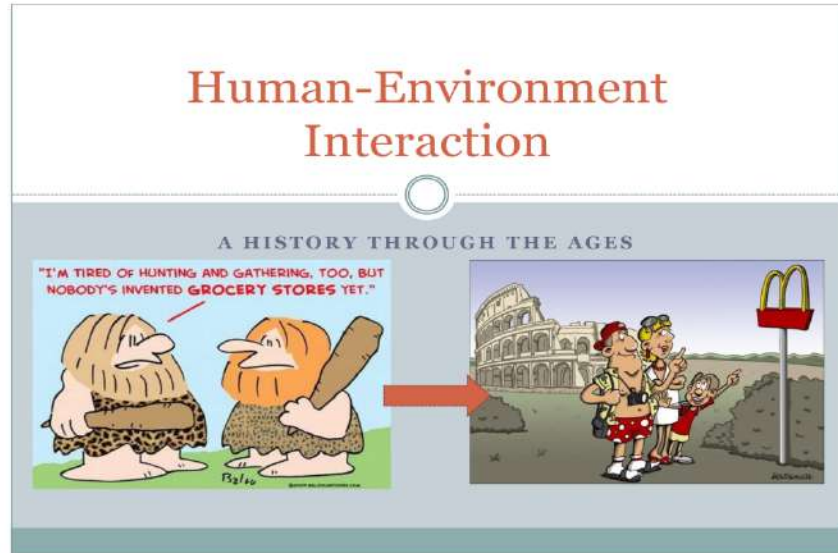 Human-Environment
Interaction
A HISTORY THROUGH THE AGES
"I'M TIRED OF HUNTING AND GATHERING, TOO, BUT
NOBODY'S INVENTED GROCERY STORES YET."